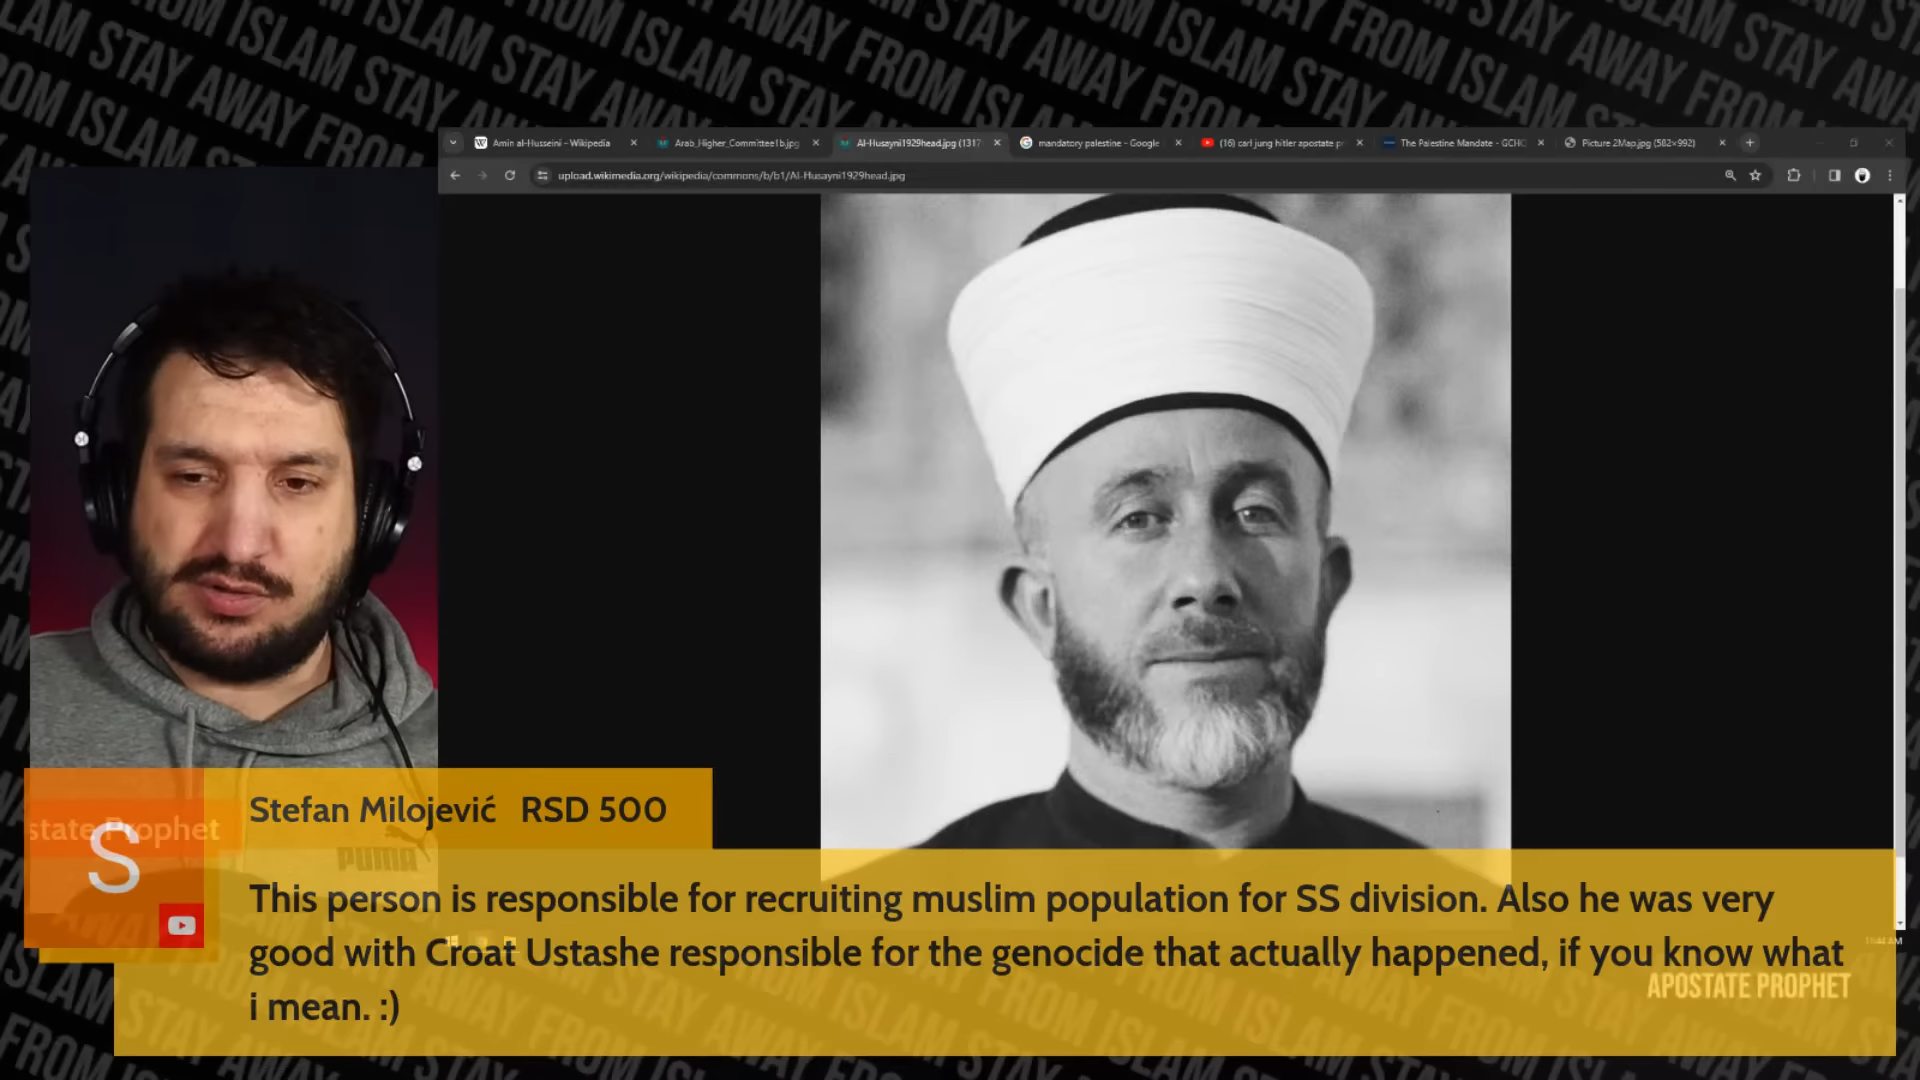 STAY AWAY FROM ISLAM
Amin al-Husseini - Wikipedia
Arab_Higher_Committee1b.jpg
Al-Husayni1929head.jpg (131
mandatory palestine - Google
(16) carl jung hitler apostate p
The Palestine Mandate - GCHQ
Picture 2Map.jpg (582×992)
upload.wikimedia.org/wikipedia/commons/b/b1/Al-Husayni1929head.jpg
Stefan Milojević RSD 500
state Prophet
S
PUMA
This person is responsible for recruiting muslim population for SS division. Also he was very
good with Croat Ustashe responsible for the genocide that actually happened, if you know what
i mean. :)
APOSTATE PROPHET